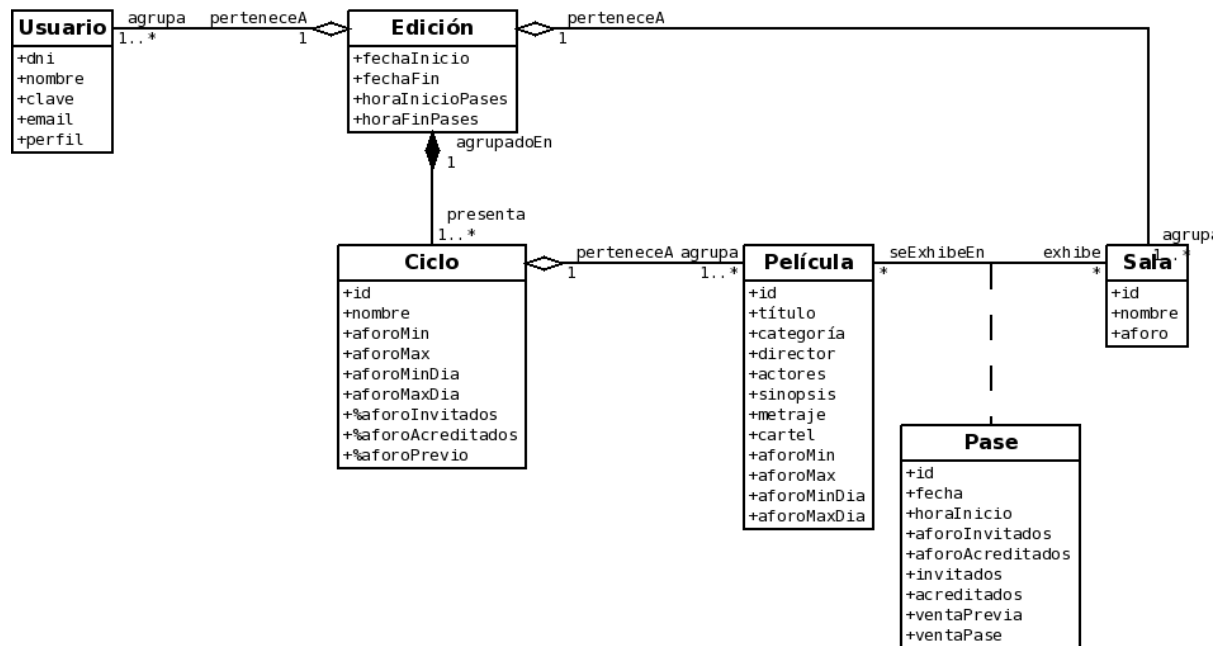 Usuario
+dni
+nombre
+clave
+email
+perfil
agrupa
1..*
perteneceA
1
Edición
+fechaInicio
+fechaFin
+horaInicioPases
+horaFinPases
perteneceA
1
agrupadoEn
1
presenta
1..*
Ciclo
+id
+nombre
+aforoMin
+aforoMax
+aforoMinDia
+aforoMaxDia
+%aforoInvitados
+%aforoAcreditados
+%aforoPrevio
perteneceA
1
agrupa
1..*
Película
+id
+título
+categoría
+director
+actores
+sinopsis
+metraje
+cartel
+aforoMin
+aforoMax
+aforoMinDia
+aforoMaxDia
seExhibeEn
*
exhibe
*
agrupa
1..*
Sala
+id
+nombre
+aforo
Pase
+id
+fecha
+horaInicio
+aforoInvitados
+aforoAcreditados
+invitados
+acreditados
+ventaPrevia
+ventaPase